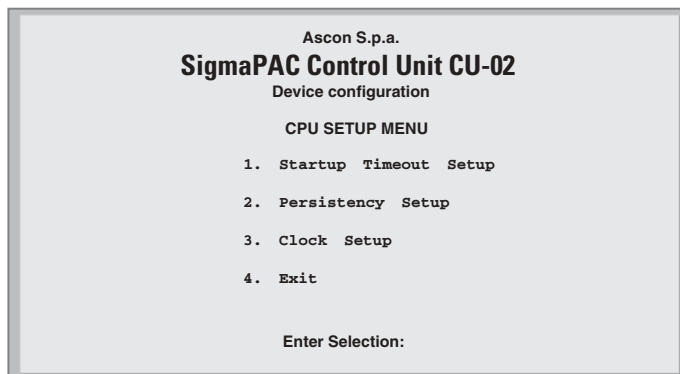 Ascon S.p.a.
SigmaPAC Control Unit CU-02
Device configuration
CPU SETUP MENU
1. Startup Timeout Setup
2. Persistency Setup
3. Clock Setup
4. Exit
Enter Selection: